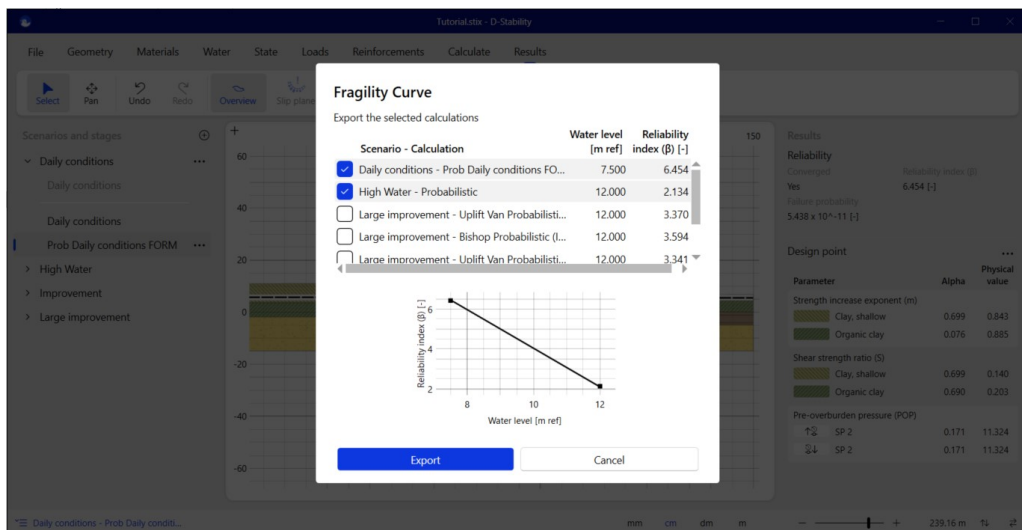 Tutorial.stix - D-Stability
File Geometry Materials Water State Loads Reinforcements Calculate Results
Select Pan Undo Redo Overview Slip plane
Scenarios and stages
Daily conditions
Daily conditions
Daily conditions
Prob Daily conditions FORM
High Water
Improvement
Large improvement
60
40
20
0
-20
-40
-60
150
Fragility Curve
Export the selected calculations
Scenario - Calculation Water level [m ref] Reliability index (β) [-]
Daily conditions - Prob Daily conditions FO... 7.500 6.454
High Water - Probabilistic 12.000 2.134
Large improvement - Uplift Van Probabilisti... 12.000 3.370
Large improvement - Bishop Probabilistic (I... 12.000 3.594
Large improvement - Uplift Van Probabilisti... 12.000 3.341
Reliability index (β) [-]
6
4
2
8 10 12
Water level [m ref]
Export Cancel
Results
Reliability
Converged Reliability index (β)
Yes 6.454 [-]
Failure probability
5.438 x 10^-11 [-]
Design point
Parameter Alpha Physical value
Strength increase exponent (m)
Clay, shallow 0.699 0.843
Organic clay 0.076 0.885
Shear strength ratio (S)
Clay, shallow 0.699 0.140
Organic clay 0.690 0.203
Pre-overburden pressure (POP)
SP 2 0.171 11.324
SP 2 0.171 11.324
Daily conditions - Prob Daily conditi...
mm cm dm m
239.16 m